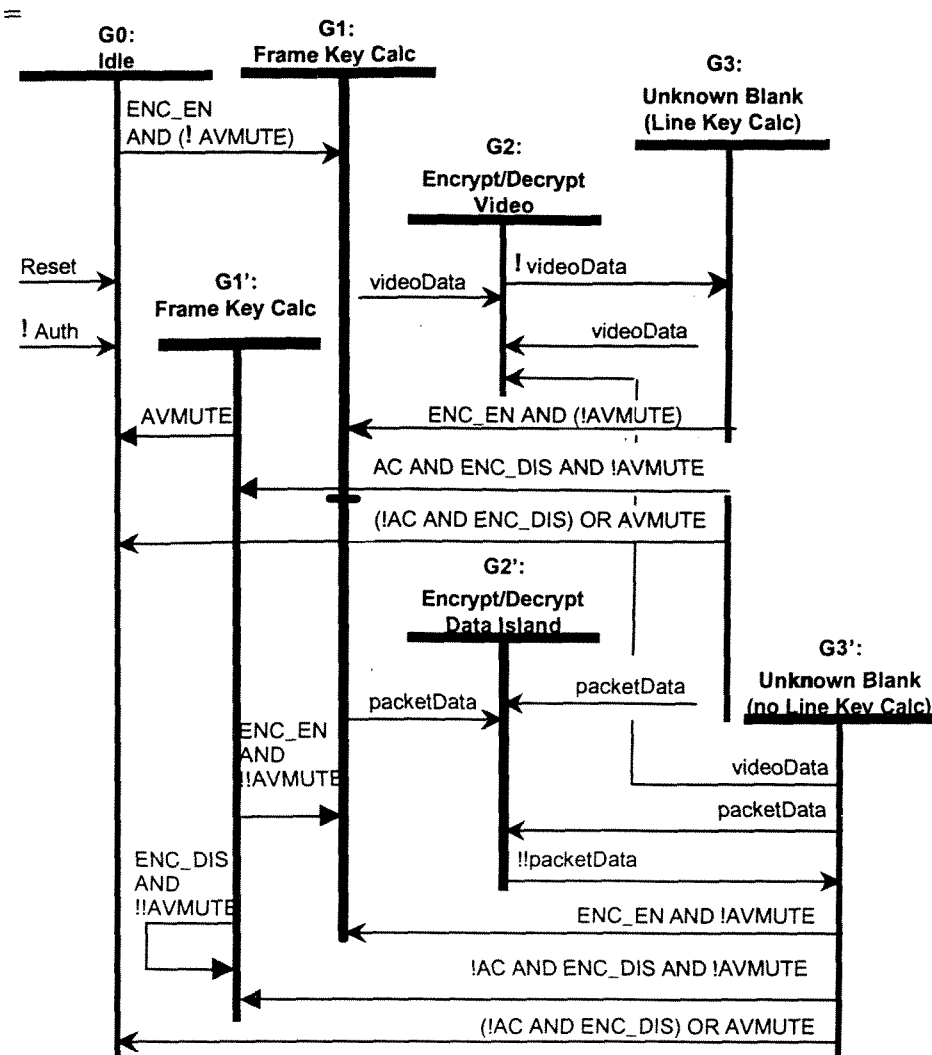 =
G0:
Idle
G1:
Frame Key Calc
G3:
Unknown Blank
(Line Key Calc)
ENC_EN
AND (! AVMUTE)
G2:
Encrypt/Decrypt
Video
Reset
! Auth
G1':
Frame Key Calc
videoData
! videoData
videoData
AVMUTE
ENC_EN AND (!AVMUTE)
AC AND ENC_DIS AND !AVMUTE
(!AC AND ENC_DIS) OR AVMUTE
G2':
Encrypt/Decrypt
Data Island
G3':
Unknown Blank
(no Line Key Calc)
packetData
packetData
ENC_EN
AND
!!AVMUTE
videoData
packetData
!!packetData
ENC_DIS
AND
!!AVMUTE
ENC_EN AND !AVMUTE
!AC AND ENC_DIS AND !AVMUTE
(!AC AND ENC_DIS) OR AVMUTE